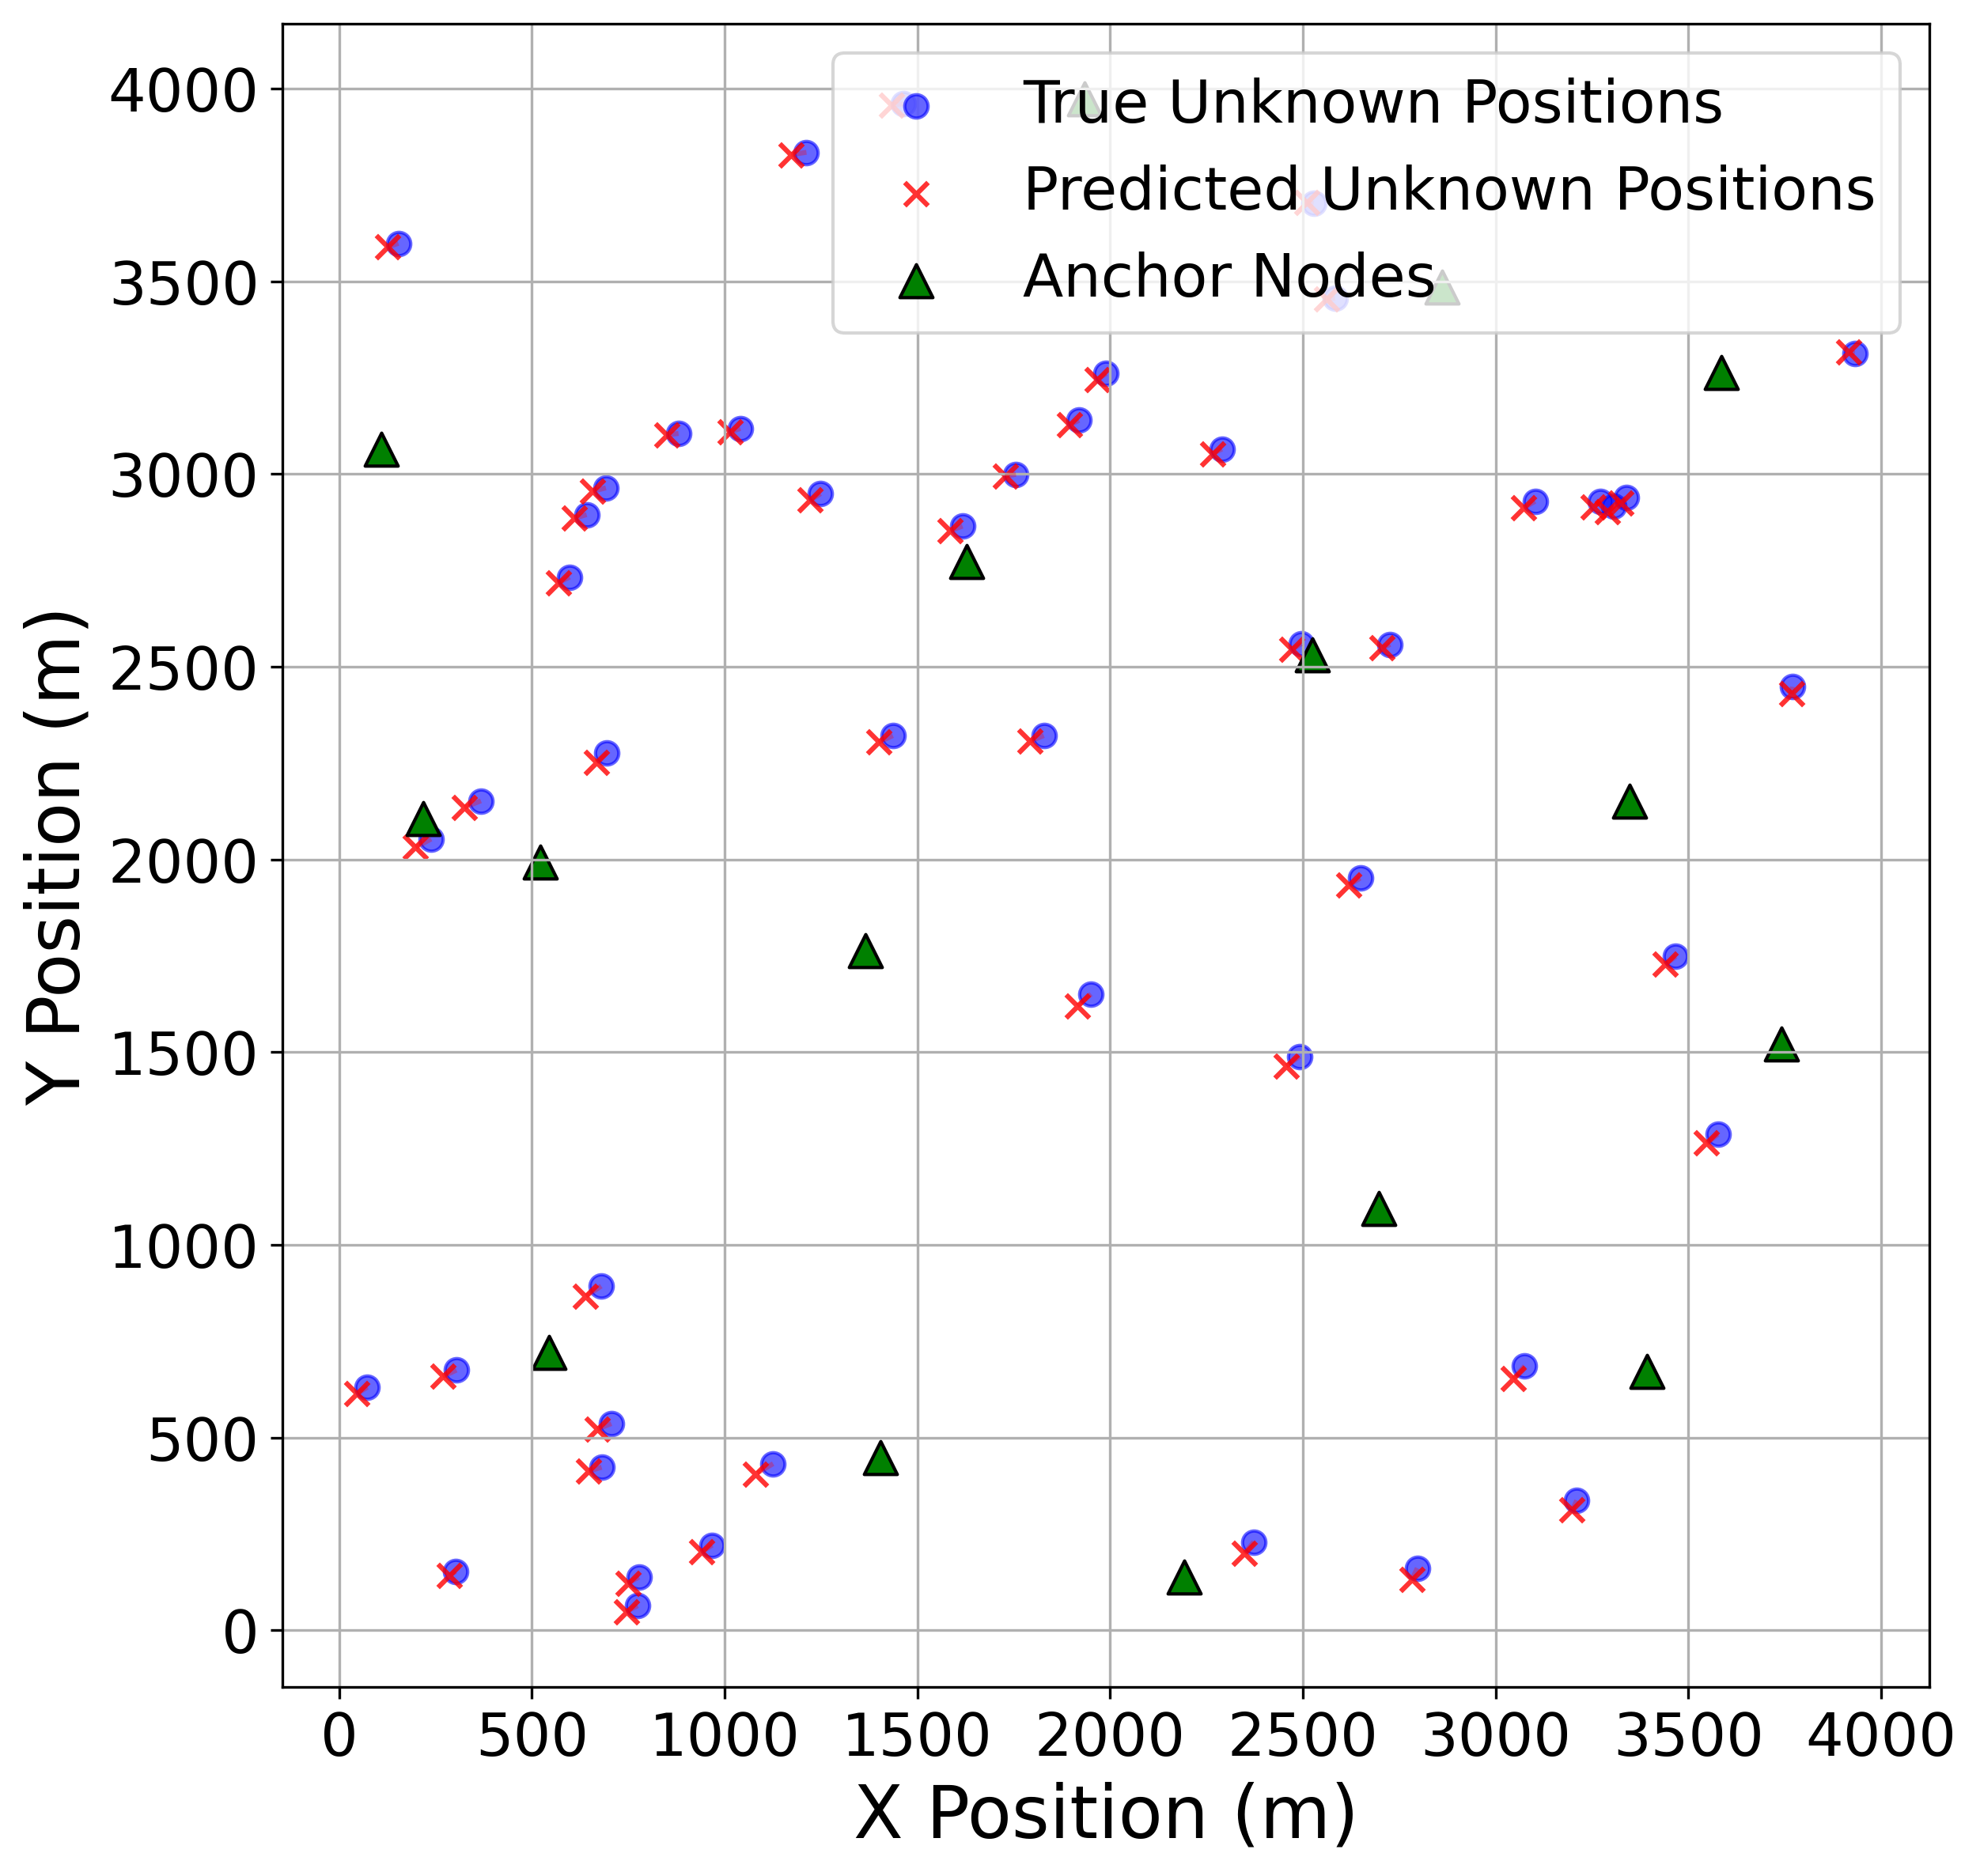 True Unknown Positions
Predicted Unknown Positions
Anchor Nodes
4000
3500
3000
2500
2000
1500
1000
500
0
Y Position (m)
0 500 1000 1500 2000 2500 3000 3500 4000
X Position (m)